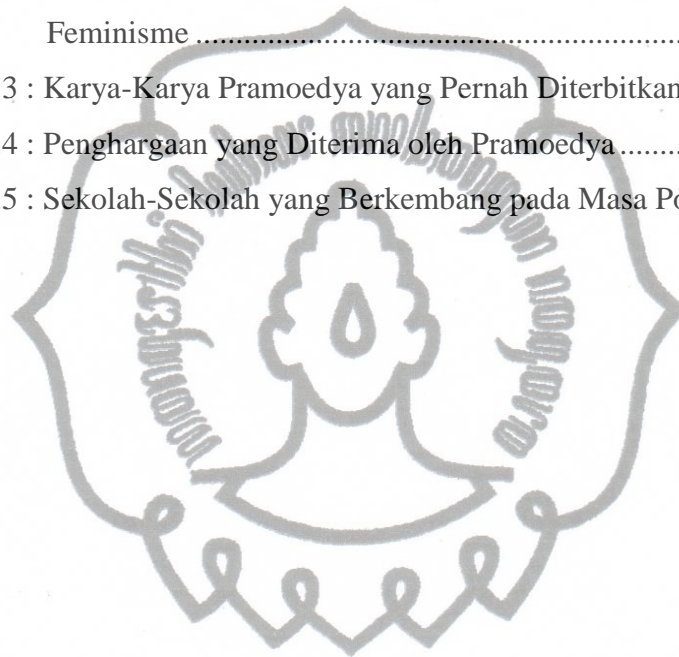 Feminisme ..............................................................
3 : Karya-Karya Pramoedya yang Pernah Diterbitkan
4 : Penghargaan yang Diterima oleh Pramoedya .........
5 : Sekolah-Sekolah yang Berkembang pada Masa Po